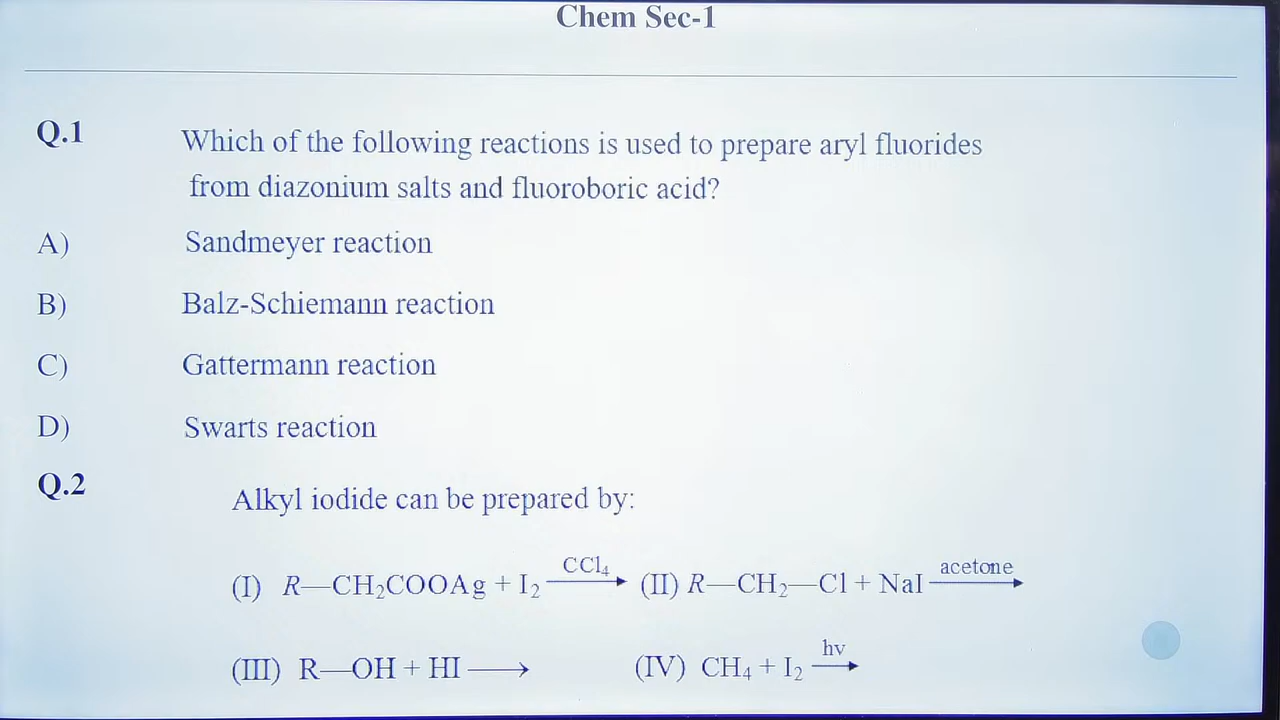 Chem Sec-1
Q.1 Which of the following reactions is used to prepare aryl fluorides
from diazonium salts and fluoroboric acid?
A) Sandmeyer reaction
B) Balz-Schiemann reaction
C) Gattermann reaction
D) Swarts reaction
Q.2 Alkyl iodide can be prepared by:
(I) R—CH₂COOAg + I₂ —CCl₄→ (II) R—CH₂—Cl + NaI —acetone→
(III) R—OH + HI ⟶ (IV) CH₄ + I₂ —hv→